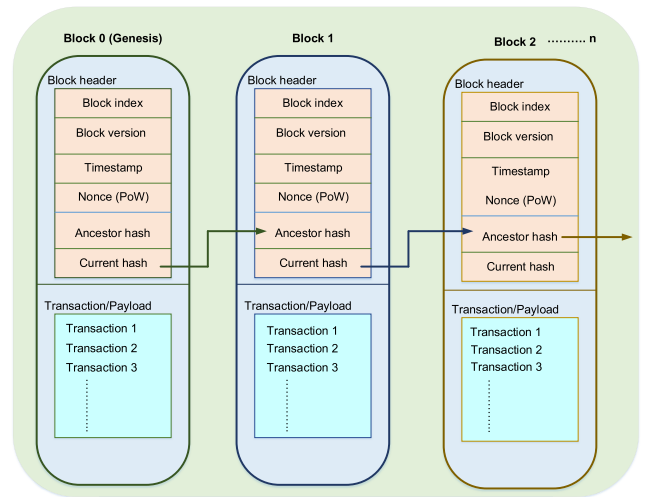 Block 0 (Genesis)
Block header
Block index
Block version
Timestamp
Nonce (PoW)
Ancestor hash
Current hash
Transaction/Payload
Transaction 1
Transaction 2
Transaction 3
Block 1
Block header
Block index
Block version
Timestamp
Nonce (PoW)
Ancestor hash
Current hash
Transaction/Payload
Transaction 1
Transaction 2
Transaction 3
Block 2 .......... n
Block header
Block index
Block version
Timestamp
Nonce (PoW)
Ancestor hash
Current hash
Transaction/Payload
Transaction 1
Transaction 2
Transaction 3